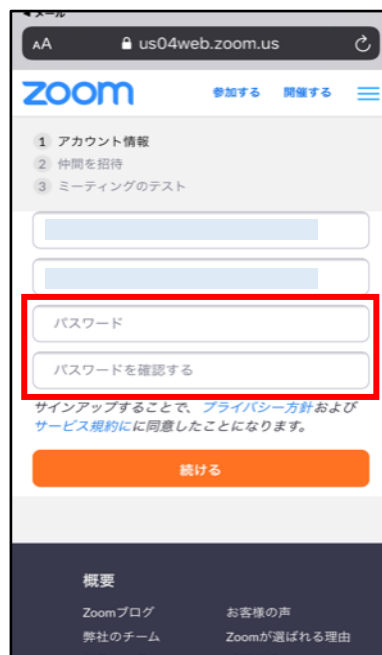 メール
AA us04web.zoom.us
zoom 参加する 開催する
1 アカウント情報
2 仲間を招待
3 ミーティングのテスト
パスワード
パスワードを確認する
サインアップすることで、 プライバシー方針および
サービス規約にに同意したことになります。
続ける
概要
Zoomブログ お客様の声
弊社のチーム Zoomが選ばれる理由